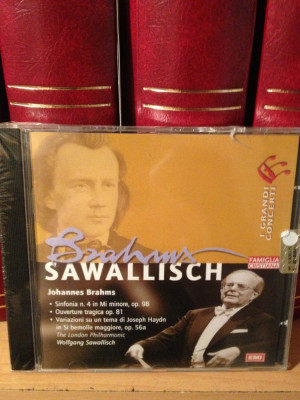 I GRANDI
CONCERTI
Brahms
SAWALLISCH
FAMIGLIA
CRISTIANA
Johannes Brahms
• Sinfonia n. 4 in Mi minore, op. 98
• Ouverture tragica op. 81
• Variazioni su un tema di Joseph Haydn
in Si bemolle maggiore, op. 56a
The London Philharmonic
Wolfgang Sawallisch
EMI